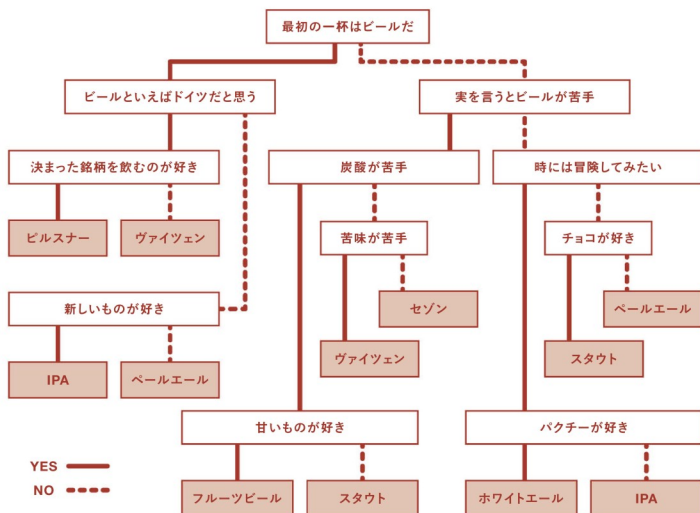 最初の一杯はビールだ
ビールといえばドイツだと思う
実を言うとビールが苦手
決まった銘柄を飲むのが好き
炭酸が苦手
時には冒険してみたい
ピルスナー
ヴァイツェン
苦味が苦手
チョコが好き
新しいものが好き
セゾン
ペールエール
IPA
ペールエール
ヴァイツェン
スタウト
甘いものが好き
パクチーが好き
YES
NO
フルーツビール
スタウト
ホワイトエール
IPA